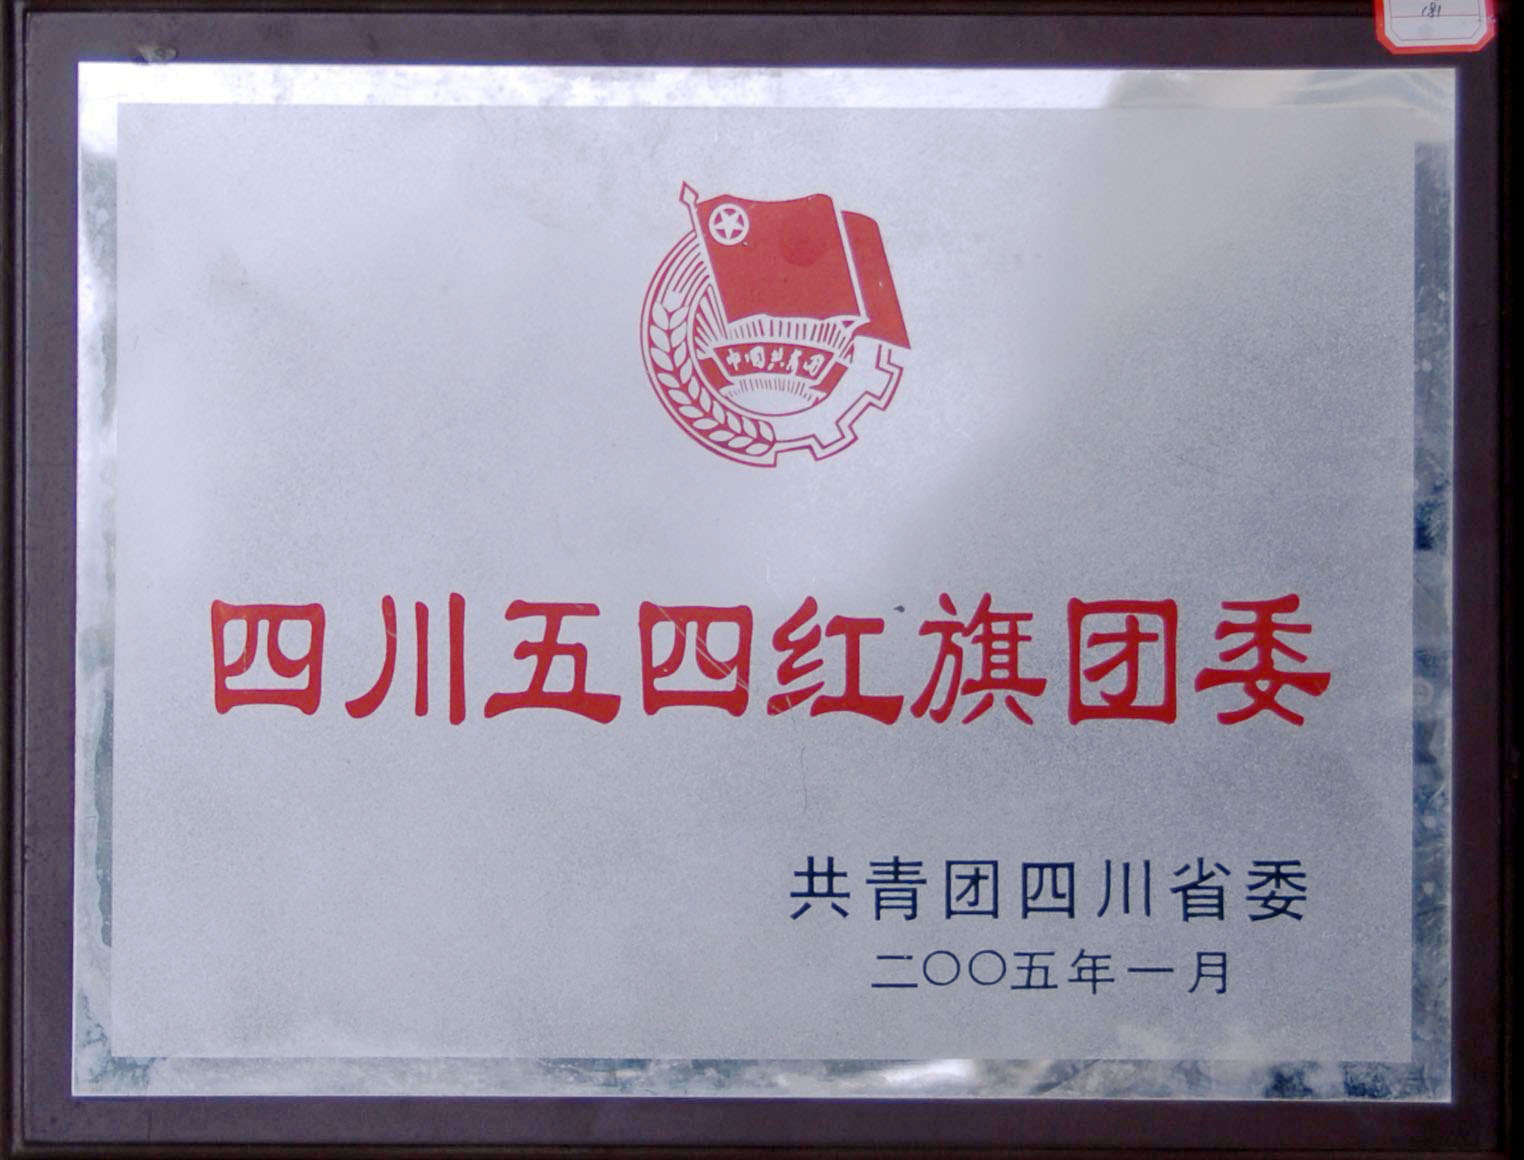 181
中国共青团
四川五四红旗团委
共青团四川省委
二〇〇五年一月